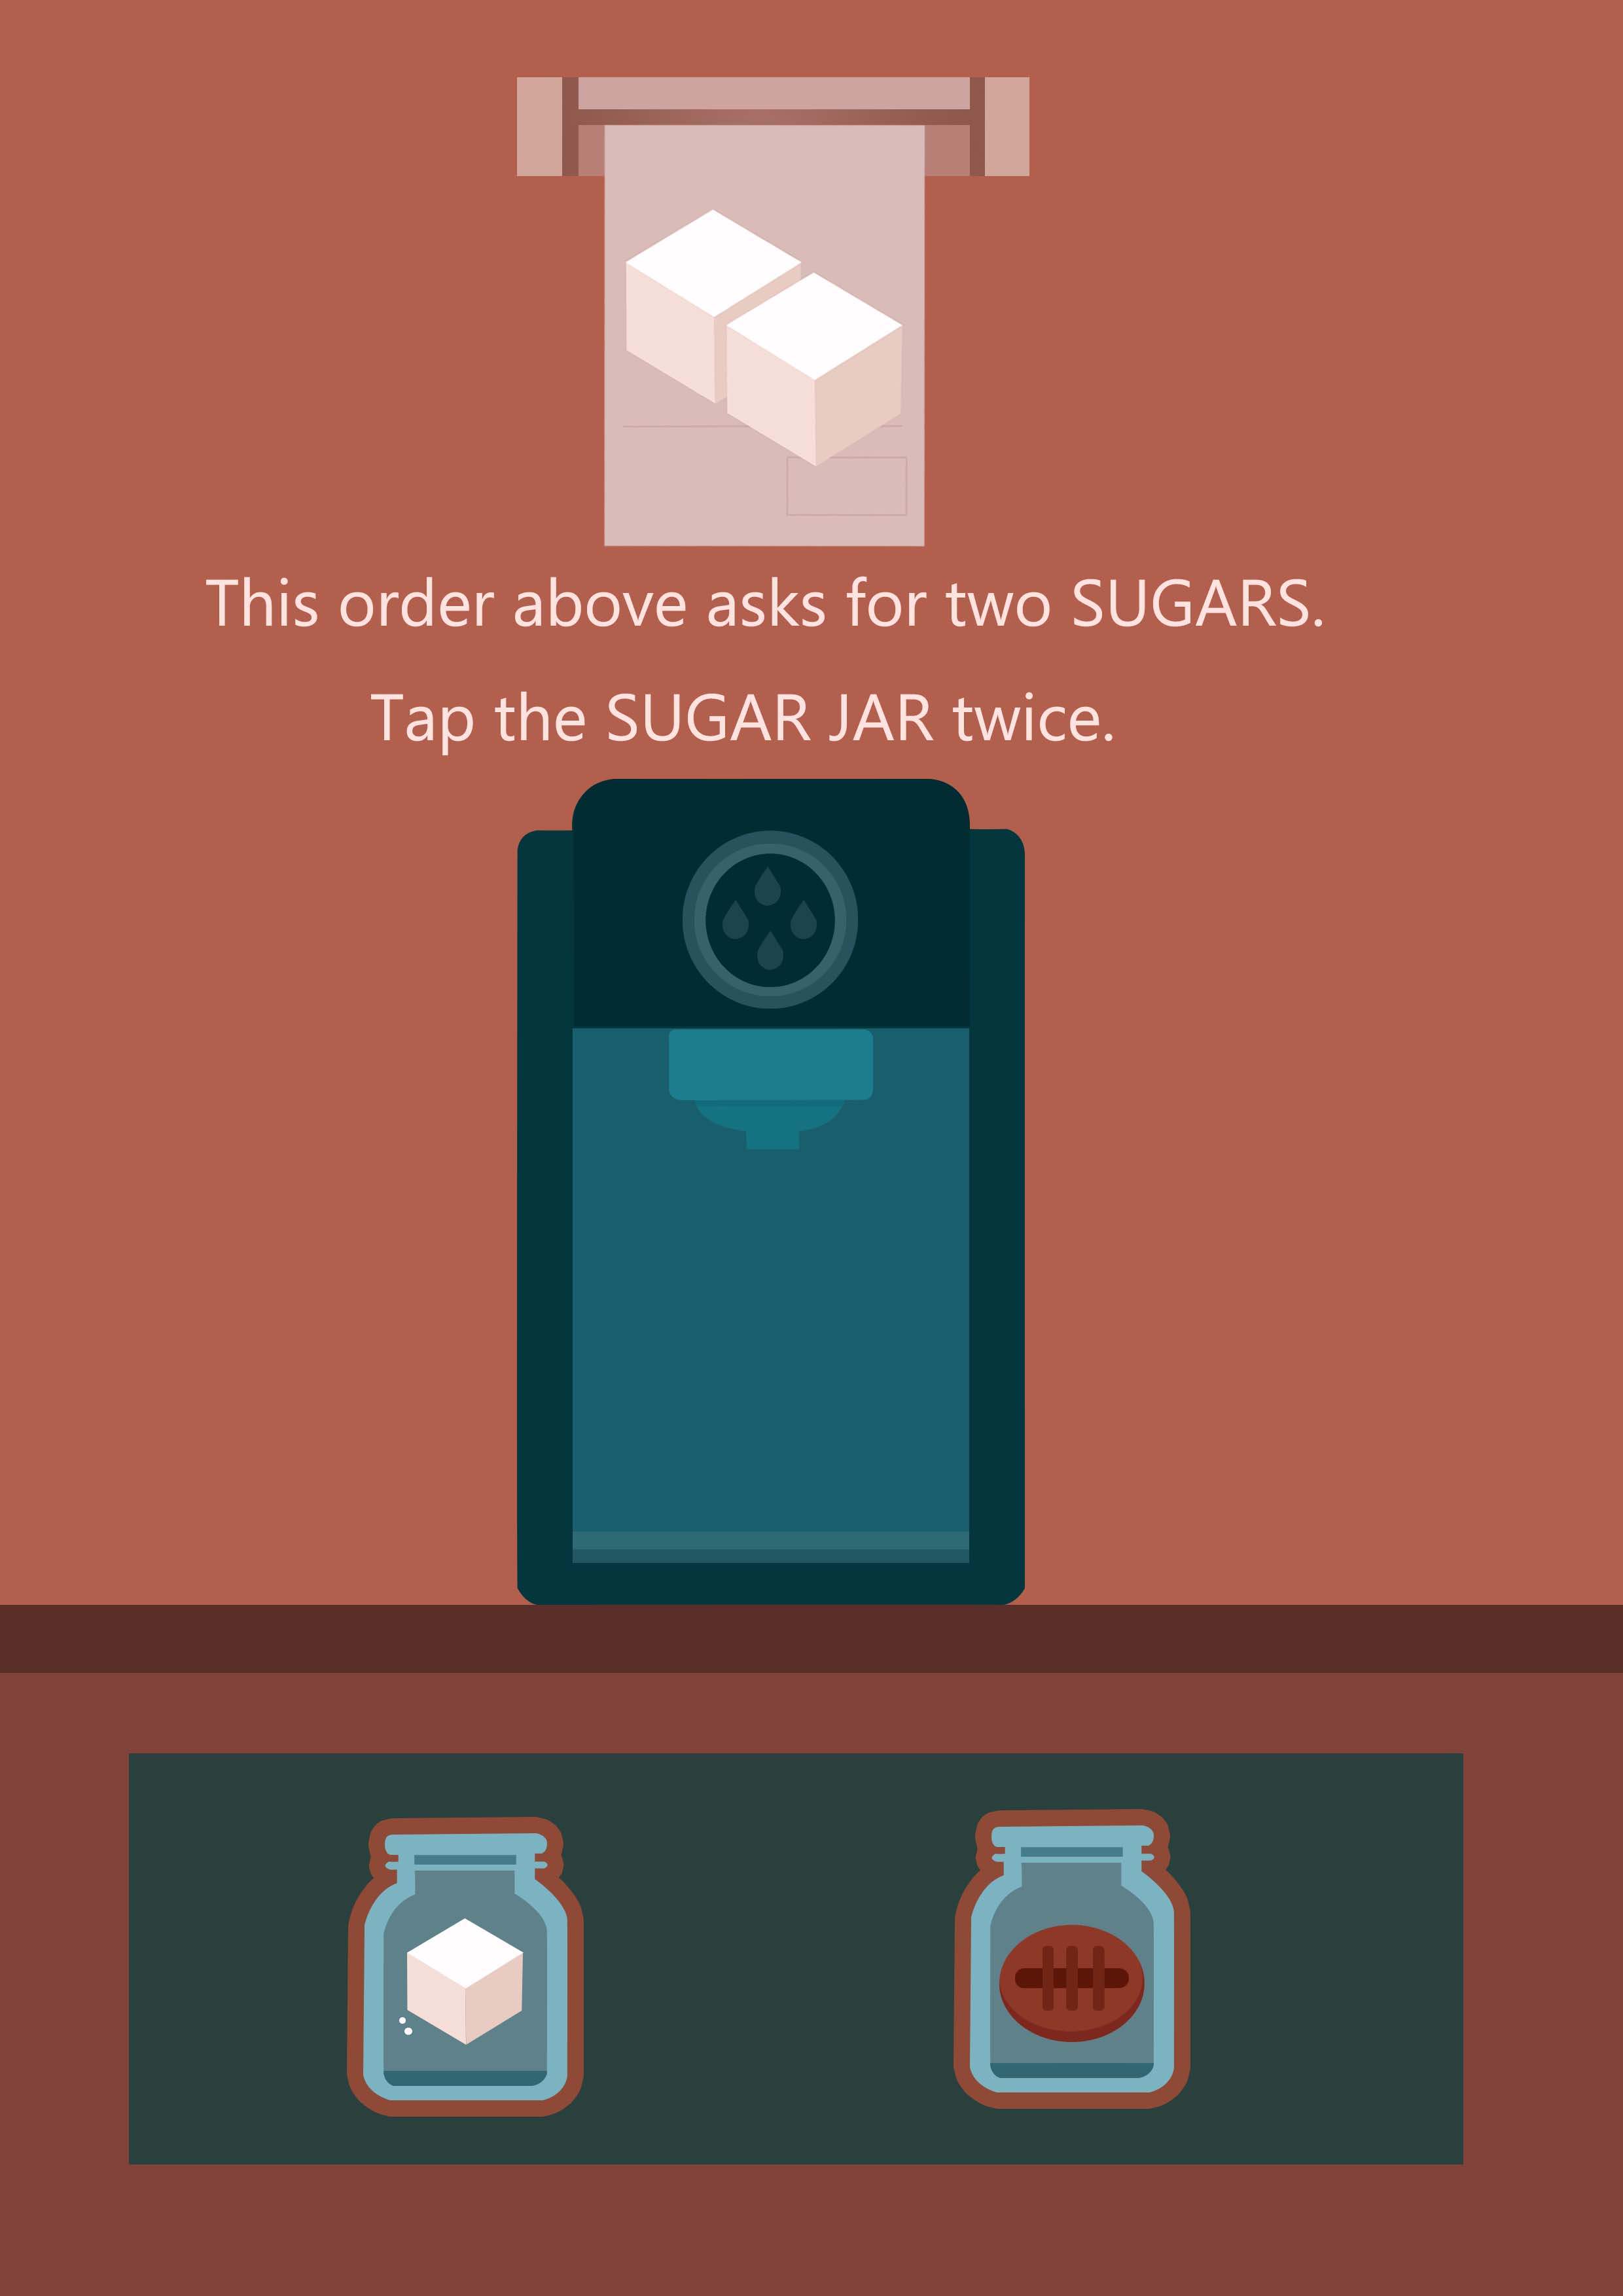 This order above asks for two SUGARS.
Tap the SUGAR JAR twice.